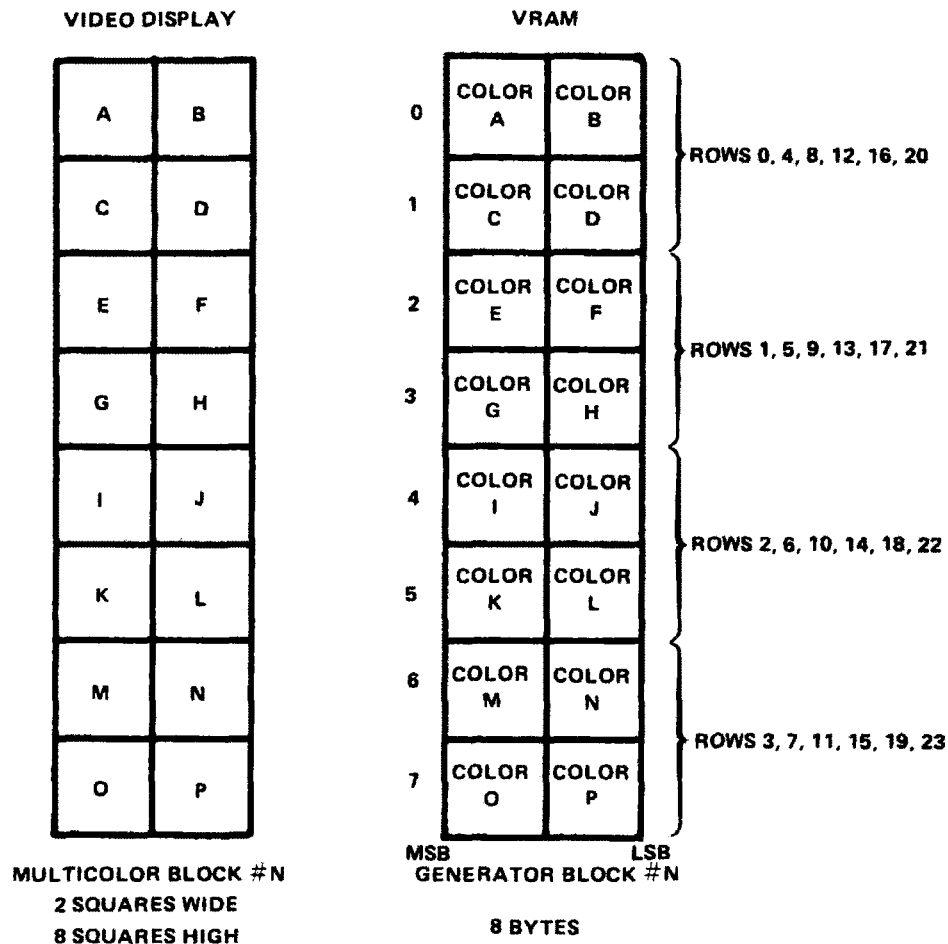 VIDEO DISPLAY
A B
C D
E F
G H
I J
K L
M N
O P
MULTICOLOR BLOCK #N
2 SQUARES WIDE
8 SQUARES HIGH
VRAM
0 COLOR A COLOR B
1 COLOR C COLOR D
ROWS 0, 4, 8, 12, 16, 20
2 COLOR E COLOR F
3 COLOR G COLOR H
ROWS 1, 5, 9, 13, 17, 21
4 COLOR I COLOR J
5 COLOR K COLOR L
ROWS 2, 6, 10, 14, 18, 22
6 COLOR M COLOR N
7 COLOR O COLOR P
ROWS 3, 7, 11, 15, 19, 23
MSB LSB
GENERATOR BLOCK #N
8 BYTES